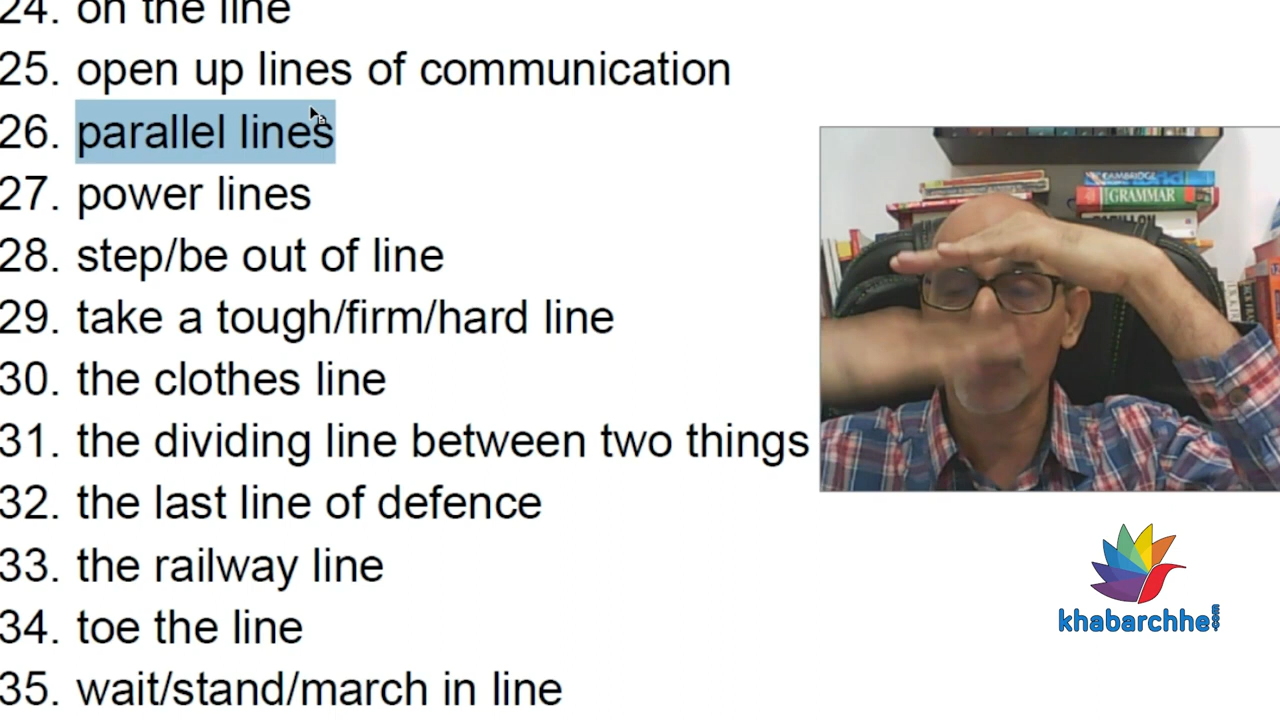 24. on the line
25. open up lines of communication
26. parallel lines
27. power lines
28. step/be out of line
29. take a tough/firm/hard line
30. the clothes line
31. the dividing line between two things
32. the last line of defence
33. the railway line
34. toe the line
35. wait/stand/march in line
CAMBRIDGE
GRAMMAR
khabarchhe.com